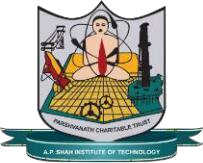 PARSHVANATH CHARITABLE TRUST
A.P. SHAH INSTITUTE OF TECHNOLOGY